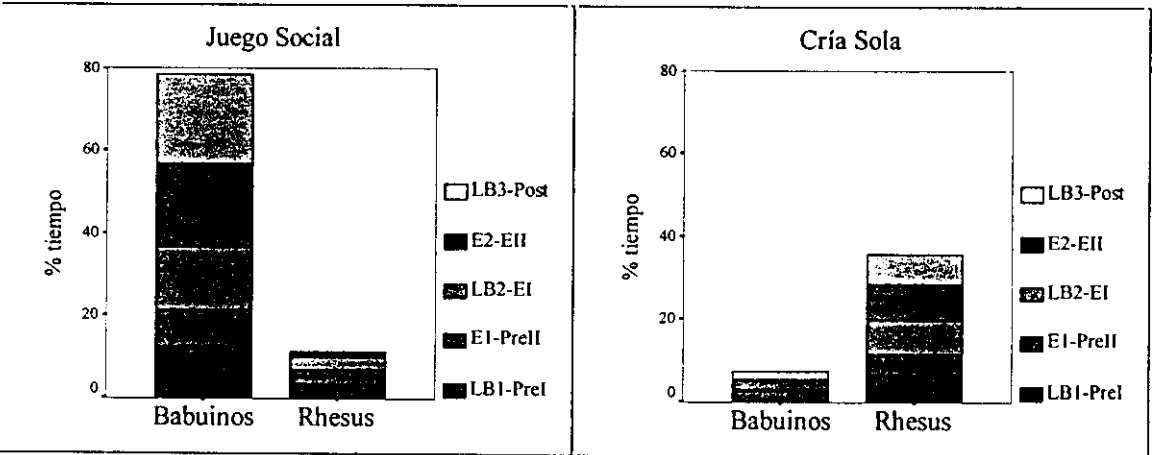 Juego Social
80
60
40
20
0
% tiempo
Babuinos
Rhesus
LB3-Post
E2-EII
LB2-EI
E1-PreII
LB1-PreI
Cría Sola
80
60
40
20
0
% tiempo
Babuinos
Rhesus
LB3-Post
E2-EII
LB2-EI
E1-PreII
LB1-PreI